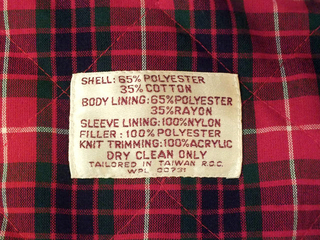 SHELL: 65% POLYESTER
35% COTTON
BODY LINING: 65% POLYESTER
35% RAYON
SLEEVE LINING: 100% NYLON
FILLER : 100% POLYESTER
KNIT TRIMMING: 100% ACRYLIC
DRY CLEAN ONLY
TAILORED IN TAIWAN R.O.C.
WPL 00731